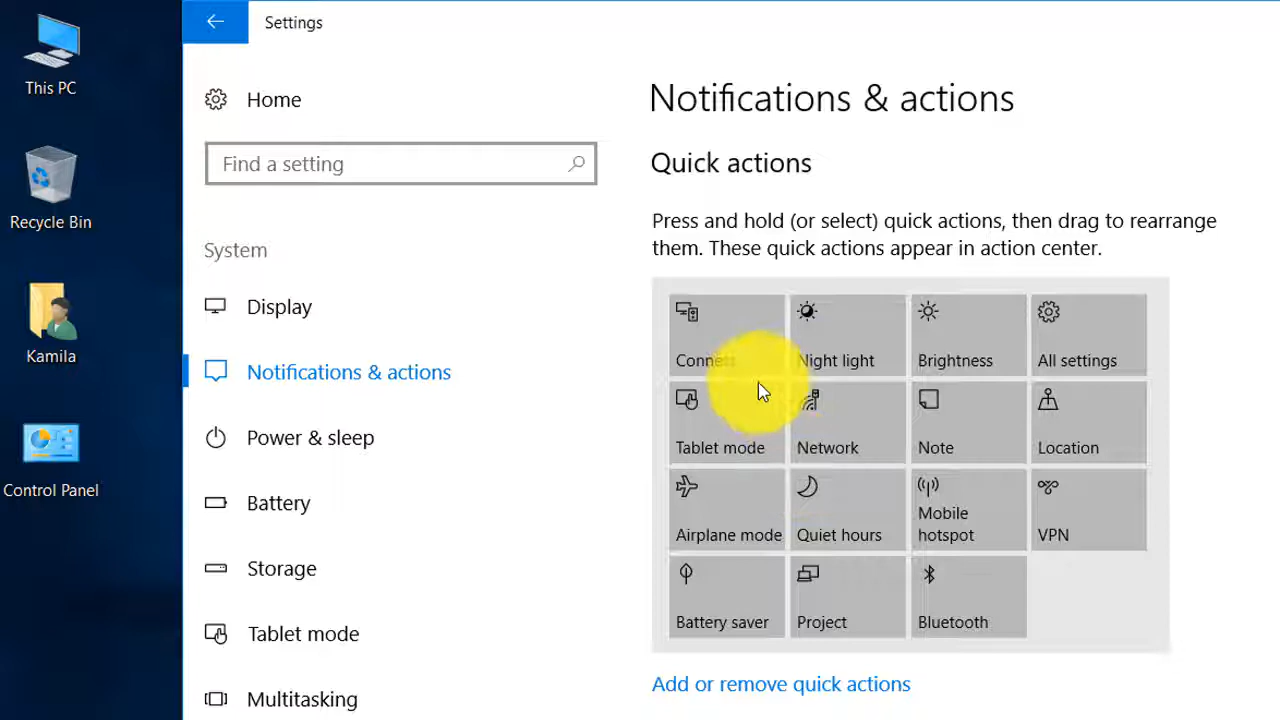 This PC
Recycle Bin
Kamila
Control Panel
Settings
Home
Find a setting
System
Display
Notifications & actions
Power & sleep
Battery
Storage
Tablet mode
Multitasking
Notifications & actions
Quick actions
Press and hold (or select) quick actions, then drag to rearrange
them. These quick actions appear in action center.
Connect
Night light
Brightness
All settings
Tablet mode
Network
Note
Location
Airplane mode
Quiet hours
Mobile
hotspot
VPN
Battery saver
Project
Bluetooth
Add or remove quick actions